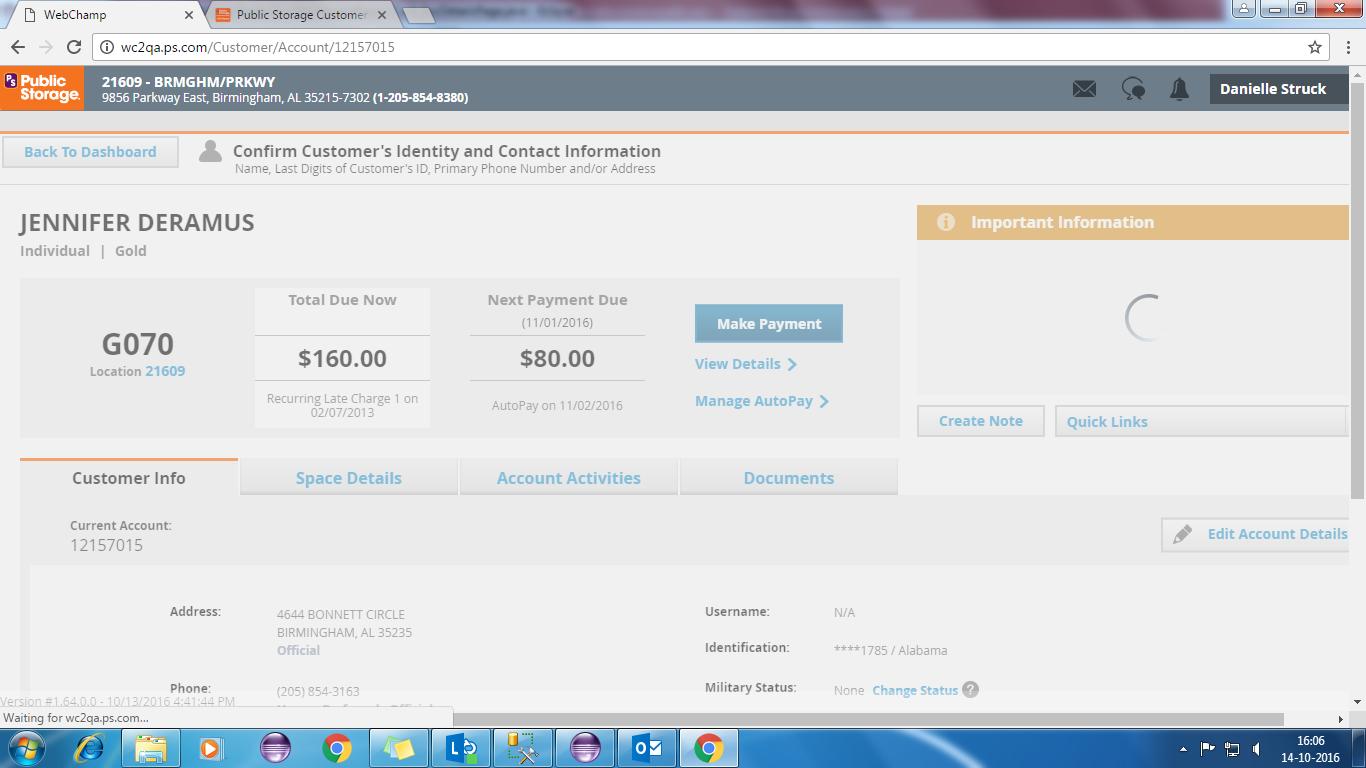 WebChamp
Public Storage Customer
wc2qa.ps.com/Customer/Account/12157015
PS Public Storage.
21609 - BRMGHM/PRKWY
9856 Parkway East, Birmingham, AL 35215-7302 (1-205-854-8380)
Danielle Struck
Back To Dashboard
Confirm Customer's Identity and Contact Information
Name, Last Digits of Customer's ID, Primary Phone Number and/or Address
JENNIFER DERAMUS
Individual | Gold
Important Information
G070
Location 21609
Total Due Now
$160.00
Recurring Late Charge 1 on
02/07/2013
Next Payment Due
(11/01/2016)
$80.00
AutoPay on 11/02/2016
Make Payment
View Details
Manage AutoPay
Create Note
Quick Links
Customer Info
Space Details
Account Activities
Documents
Current Account:
12157015
Edit Account Details
Address:
4644 BONNETT CIRCLE
BIRMINGHAM, AL 35235
Official
Phone:
(205) 854-3163
Username:
N/A
Identification:
****1785 / Alabama
Military Status:
None Change Status ?
Version #1.64.0.0 - 10/13/2016 4:41:44 PM
Waiting for wc2qa.ps.com...
16:06
14-10-2016